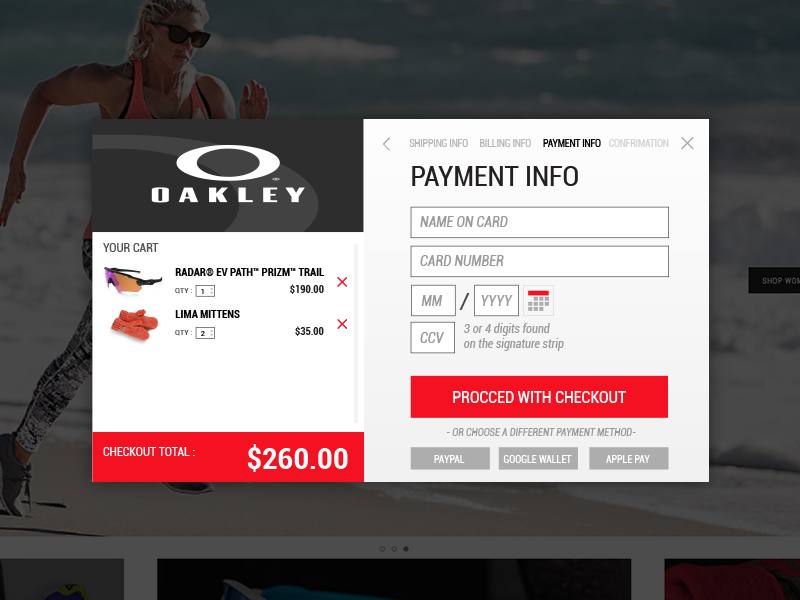 OAKLEY
YOUR CART
RADAR® EV PATH™ PRIZM™ TRAIL
QTY : 1 $190.00
LIMA MITTENS
QTY : 2 $35.00
CHECKOUT TOTAL : $260.00
SHIPPING INFO BILLING INFO PAYMENT INFO CONFRIMATION
PAYMENT INFO
NAME ON CARD
CARD NUMBER
MM / YYYY
CCV 3 or 4 digits found
on the signature strip
PROCCED WITH CHECKOUT
- OR CHOOSE A DIFFERENT PAYMENT METHOD-
PAYPAL GOOGLE WALLET APPLE PAY
SHOP WOM